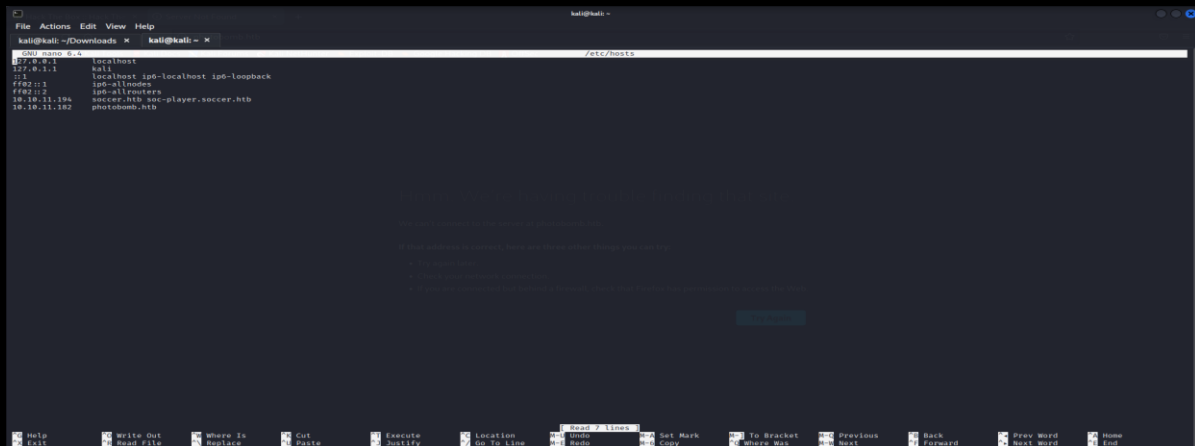 kali@kali: ~
File Actions Edit View Help
kali@kali: ~/Downloads × kali@kali: ~ ×
GNU nano 6.4 /etc/hosts
127.0.0.1 localhost
127.0.1.1 kali
::1 localhost ip6-localhost ip6-loopback
ff02::1 ip6-allnodes
ff02::2 ip6-allrouters
10.10.11.194 soccer.htb soc-player.soccer.htb
10.10.11.182 photobomb.htb
[ Read 7 lines ]
^G Help ^O Write Out ^W Where Is ^K Cut ^T Execute ^C Location M-U Undo M-A Set Mark M-] To Bracket M-Q Previous ^B Back Prev Word ^A Home
^X Exit ^R Read File ^\ Replace ^U Paste ^J Justify ^/ Go To Line M-E Redo M-6 Copy ^Q Where Was M-W Next ^F Forward Next Word ^E End